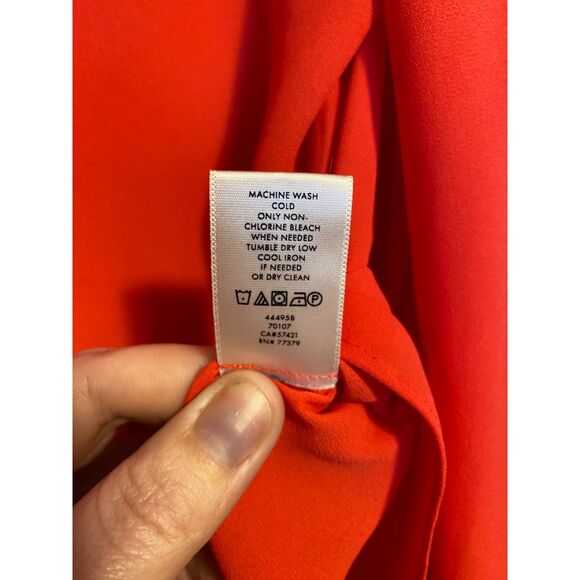 MACHINE WASH
COLD
ONLY NON-
CHLORINE BLEACH
WHEN NEEDED
TUMBLE DRY LOW
COOL IRON
IF NEEDED
OR DRY CLEAN
P
444958
70107
CA#57421
RN# 77379